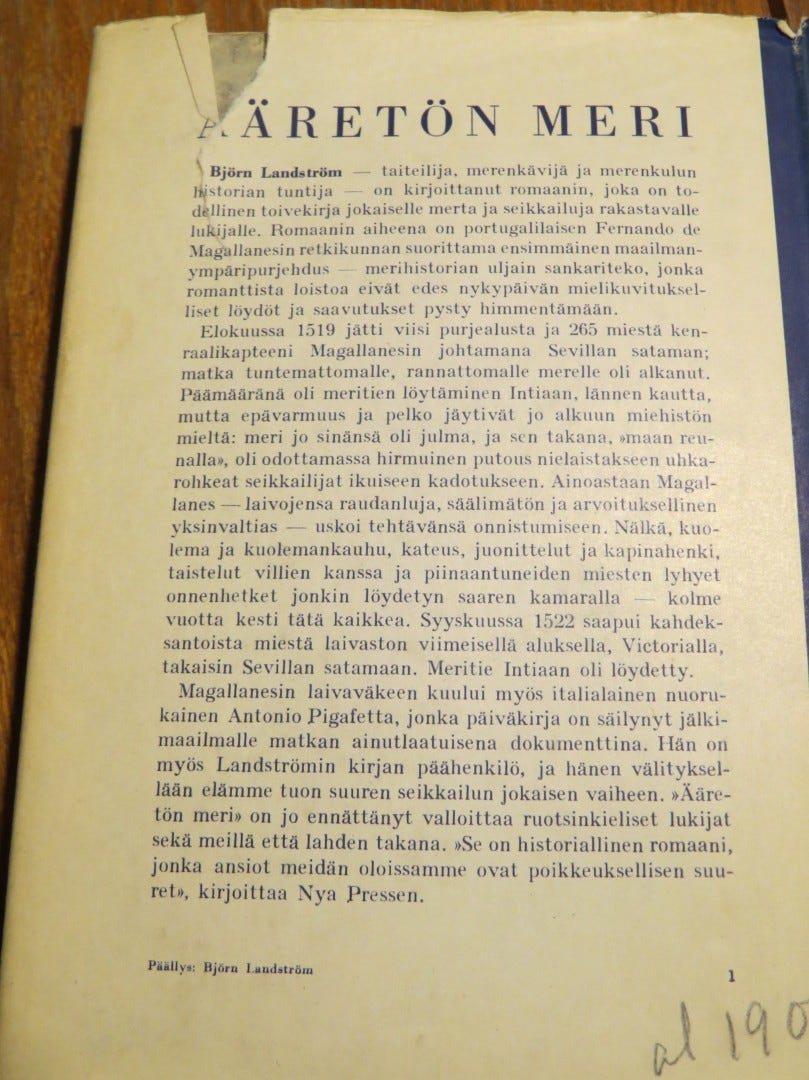 ÄÄRETÖN MERI
Björn Landström — taiteilija, merenkävijä ja merenkulun
historian tuntija — on kirjoittanut romaanin, joka on to-
dellinen toivekirja jokaiselle merta ja seikkailuja rakastavalle
lukijalle. Romaanin aiheena on portugalilaisen Fernando de
Magallanesin retkikunnan suorittama ensimmäinen maailman-
ympäripurjehdus — merihistorian uljain sankariteko, jonka
romanttista loistoa eivät edes nykypäivän mielikuvituksel-
liset löydöt ja saavutukset pysty himmentämään.
Elokuussa 1519 jätti viisi purjealusta ja 265 miestä ken-
raalikapteeni Magallanesin johtamana Sevillan sataman;
matka tuntemattomalle, rannattomalle merelle oli alkanut.
Päämääränä oli meritien löytäminen Intiaan, lännen kautta,
mutta epävarmuus ja pelko jäytivät jo alkuun miehistön
mieltä: meri jo sinänsä oli julma, ja sen takana, »maan reu-
nalla», oli odottamassa hirmuinen putous nielaistakseen uhka-
rohkeat seikkailijat ikuiseen kadotukseen. Ainoastaan Magal-
lanes — laivojensa raudanluja, säälimätön ja arvoituksellinen
yksinvaltias — uskoi tehtävänsä onnistumiseen. Nälkä, kuo-
lema ja kuolemankauhu, kateus, juonittelut ja kapinahenki,
taistelut villien kanssa ja piinaantuneiden miesten lyhyet
onnenhetket jonkin löydetyn saaren kamaralla — kolme
vuotta kesti tätä kaikkea. Syyskuussa 1522 saapui kahdek-
santoista miestä laivaston viimeisellä aluksella, Victorialla,
takaisin Sevillan satamaan. Meritie Intiaan oli löydetty.
Magallanesin laivaväkeen kuului myös italialainen nuoru-
kainen Antonio Pigafetta, jonka päiväkirja on säilynyt jälki-
maailmalle matkan ainutlaatuisena dokumenttina. Hän on
myös Landströmin kirjan päähenkilö, ja hänen välityksel-
lään elämme tuon suuren seikkailun jokaisen vaiheen. »Ääre-
tön meri» on jo ennättänyt valloittaa ruotsinkieliset lukijat
sekä meillä että lahden takana. »Se on historiallinen romaani,
jonka ansiot meidän oloissamme ovat poikkeuksellisen suu-
ret», kirjoittaa Nya Pressen.
Päällys: Björn Landström
1
al 190